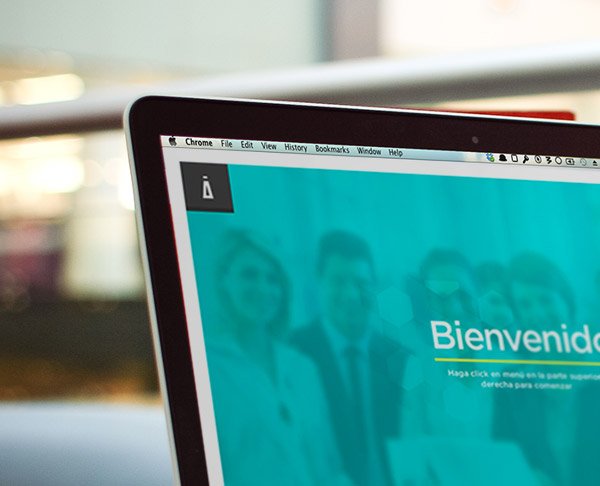 Chrome File Edit View History Bookmarks Window Help
Bienvenido
Haga click en menú en la parte superior
derecha para comenzar